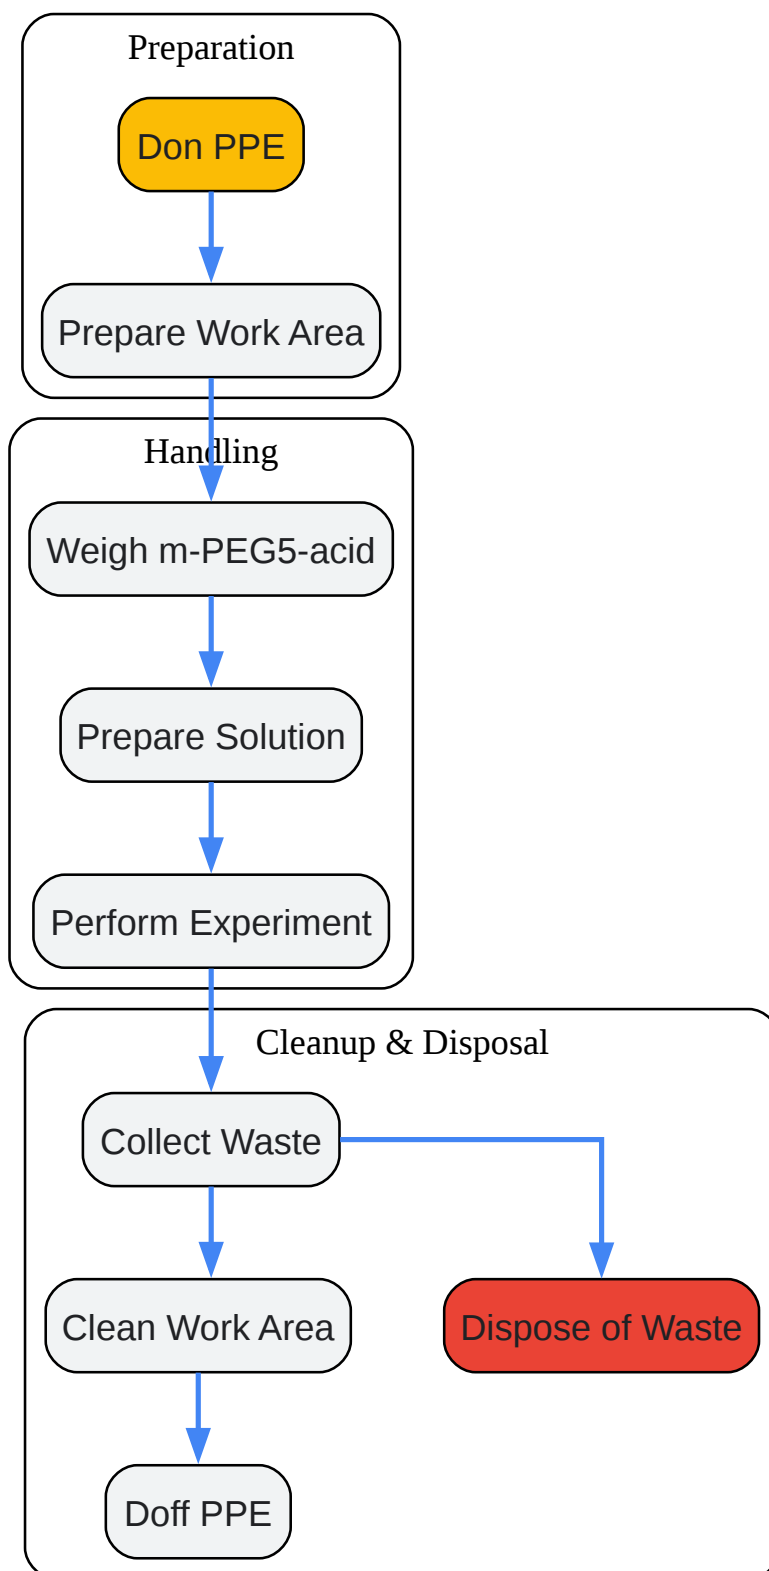 Preparation
Don PPE
Prepare Work Area
Handling
Weigh m-PEG5-acid
Prepare Solution
Perform Experiment
Cleanup & Disposal
Collect Waste
Clean Work Area
Dispose of Waste
Doff PPE